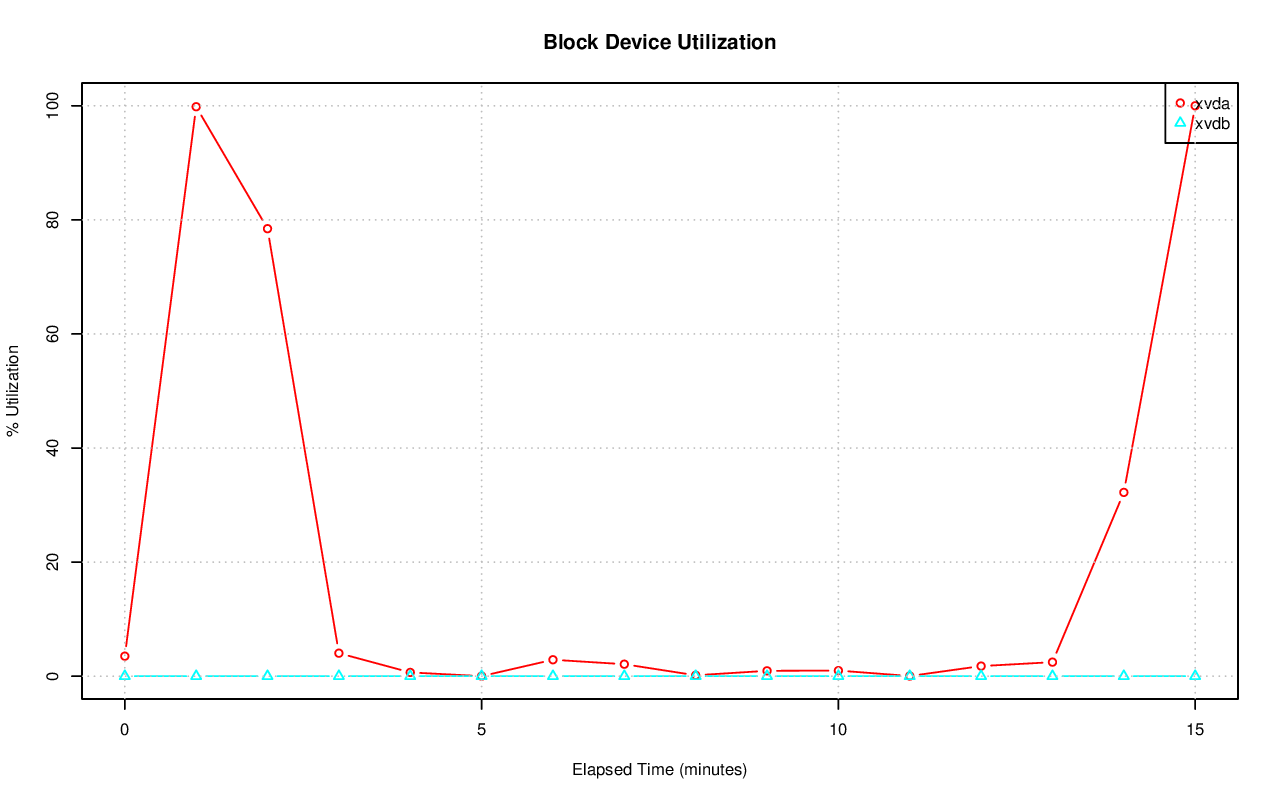 Block Device Utilization
xvda
xvdb
% Utilization
100
80
60
40
20
0
0 5 10 15
Elapsed Time (minutes)